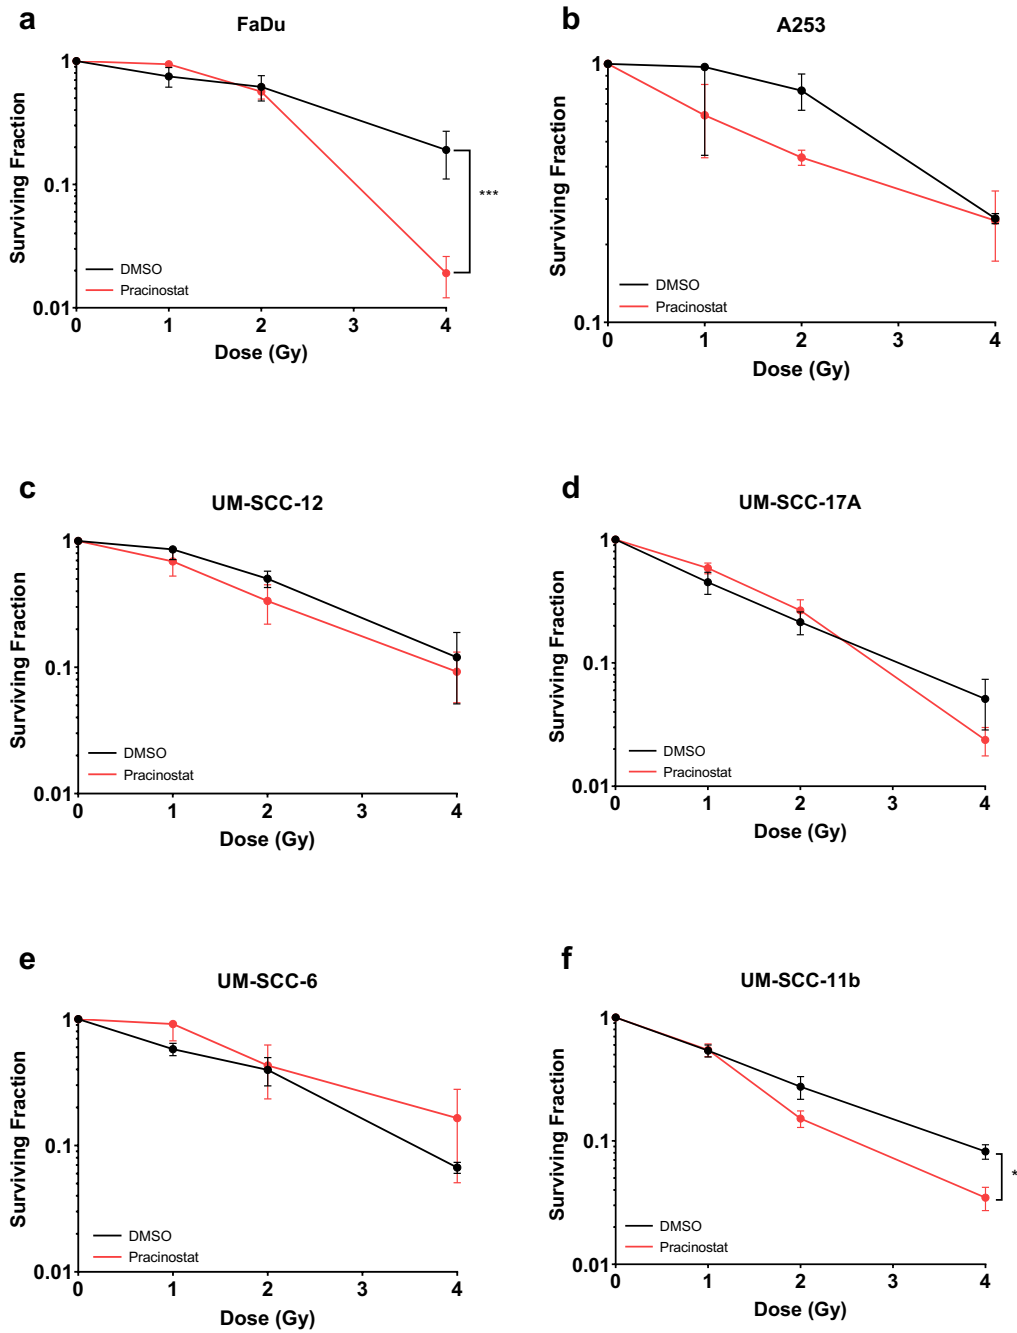 a
FaDu
Surviving Fraction
1
0.1
0.01
0 1 2 3 4
Dose (Gy)
DMSO
Pracinostat
***
b
A253
Surviving Fraction
1
0.1
0 1 2 3 4
Dose (Gy)
DMSO
Pracinostat
c
UM-SCC-12
Surviving Fraction
1
0.1
0.01
0 1 2 3 4
Dose (Gy)
DMSO
Pracinostat
d
UM-SCC-17A
Surviving Fraction
1
0.1
0.01
0 1 2 3 4
Dose (Gy)
DMSO
Pracinostat
e
UM-SCC-6
Surviving Fraction
1
0.1
0.01
0 1 2 3 4
Dose (Gy)
DMSO
Pracinostat
f
UM-SCC-11b
Surviving Fraction
1
0.1
0.01
0 1 2 3 4
Dose (Gy)
DMSO
Pracinostat
*